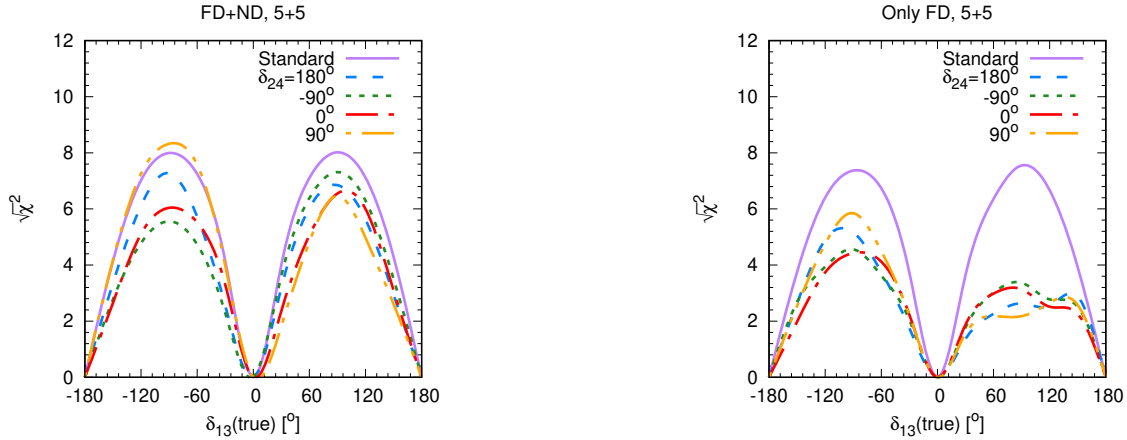 FD+ND, 5+5
12
10
8
6
4
2
0
√χ²
-180 -120 -60 0 60 120 180
δ₁₃(true) [°]
Standard
δ₂₄=180°
-90°
0°
90°
Only FD, 5+5
12
10
8
6
4
2
0
√χ²
-180 -120 -60 0 60 120 180
δ₁₃(true) [°]
Standard
δ₂₄=180°
-90°
0°
90°